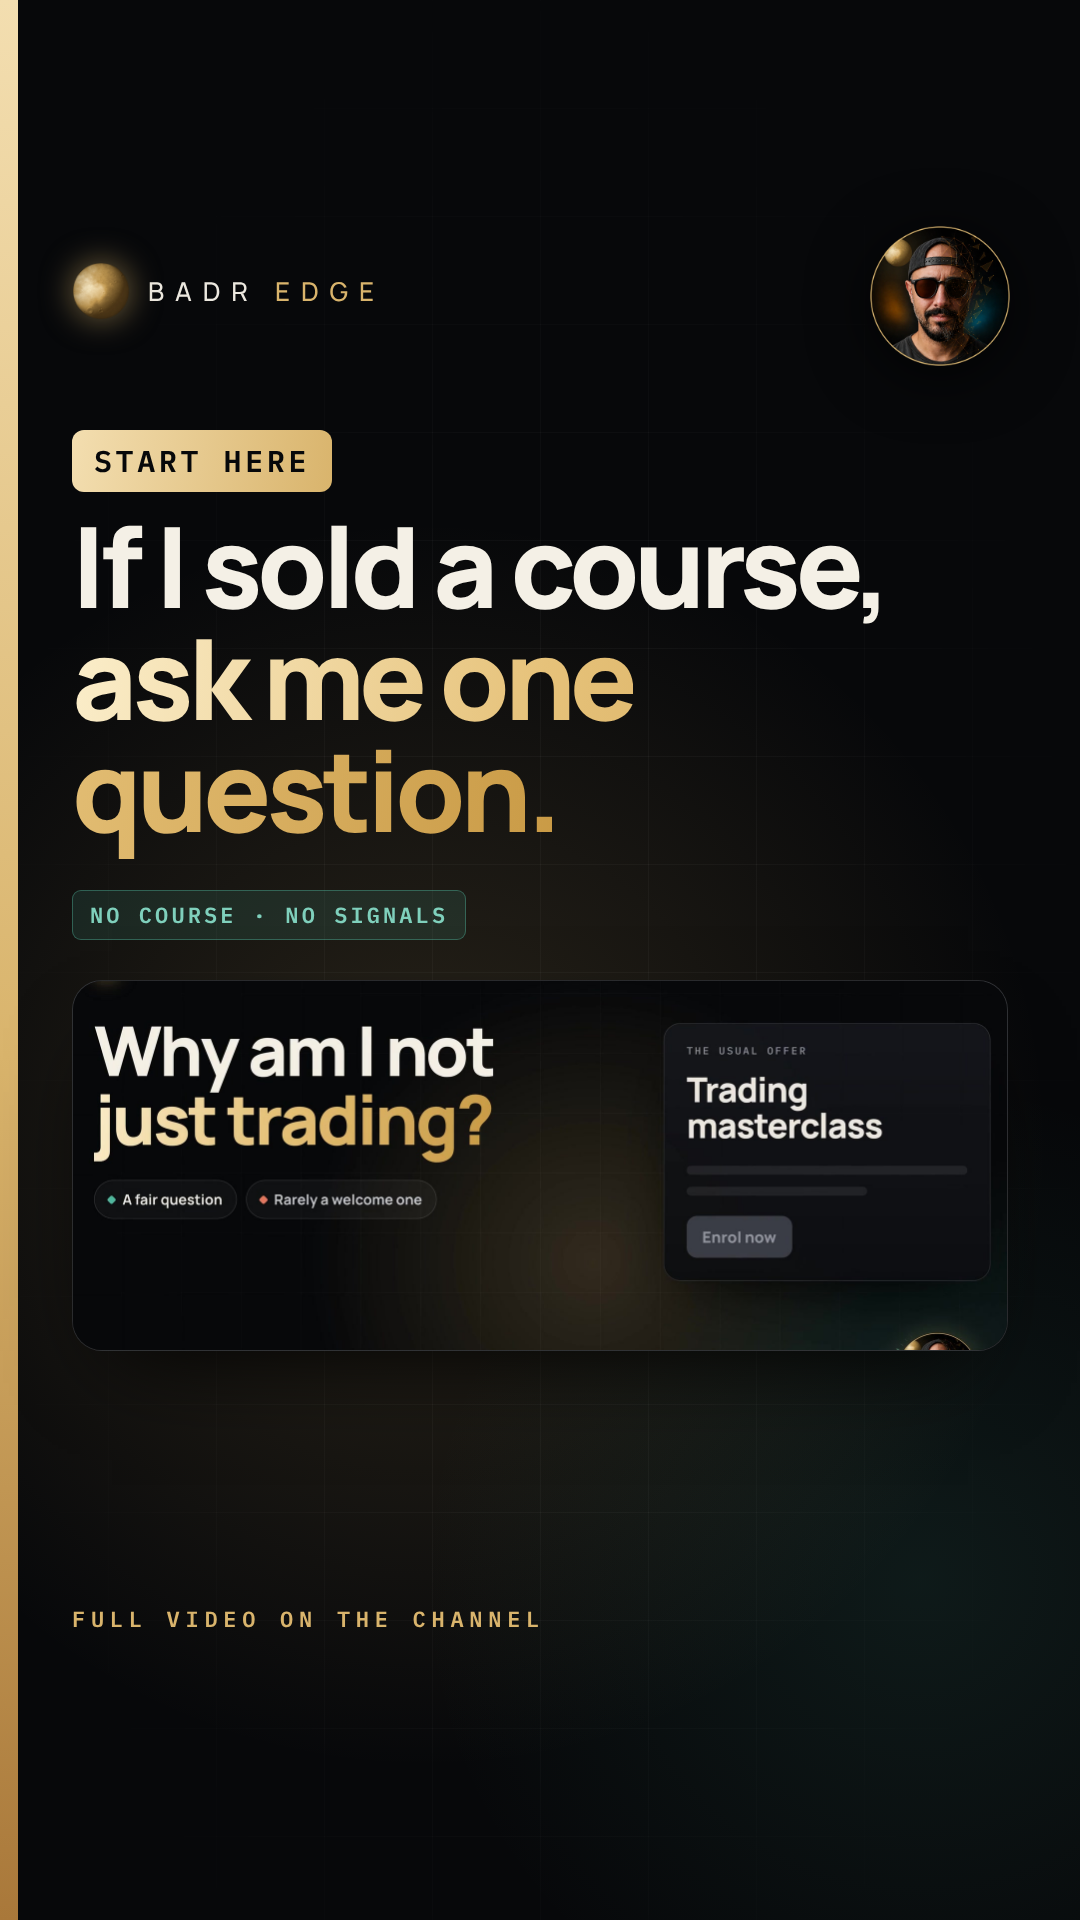 BADR EDGE
START HERE
If I sold a course,
ask me one
question.
NO COURSE · NO SIGNALS
Why am I not
just trading?
A fair question
Rarely a welcome one
THE USUAL OFFER
Trading
masterclass
Enrol now
FULL VIDEO ON THE CHANNEL